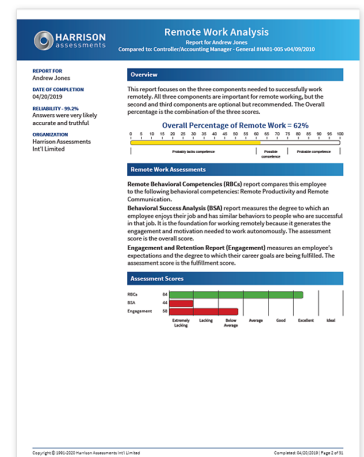 HARRISON
assessments
Remote Work Analysis
Report for Andrew Jones
Compared to: Controller/Accounting Manager - General #HA01-005 v04/09/2010
REPORT FOR
Andrew Jones
DATE OF COMPLETION
04/20/2019
RELIABILITY - 99.2%
Answers were very likely
accurate and truthful
ORGANIZATION
Harrison Assessments
Int'l Limited
Overview
This report focuses on the three components needed to successfully work
remotely. All three components are important for remote working, but the
second and third components are optional but recommended. The Overall
percentage is the combination of the three scores.
Overall Percentage of Remote Work = 62%
0 5 10 15 20 25 30 35 40 45 50 55 60 65 70 75 80 85 90 95 100
Probably lacks competence
Possible
competence
Probable competence
Remote Work Assessments
Remote Behavioral Competencies (RBCs) report compares this employee
to the following behavioral competencies: Remote Productivity and Remote
Communication.
Behavioral Success Analysis (BSA) report measures the degree to which an
employee enjoys their job and has similar behaviors to people who are successful
in that job. It is the foundation for working remotely because it generates the
engagement and motivation needed to work autonomously. The assessment
score is the overall score.
Engagement and Retention Report (Engagement) measures an employee's
expectations and the degree to which their career goals are being fulfilled. The
assessment score is the fulfillment score.
Assessment Scores
RBCs 84
BSA 44
Engagement 58
Extremely
Lacking
Lacking
Below
Average
Average
Good
Excellent
Ideal
Copyright © 1991-2020 Harrison Assessments Int'l Limited
Completed: 04/20/2019 | Page 2 of 31